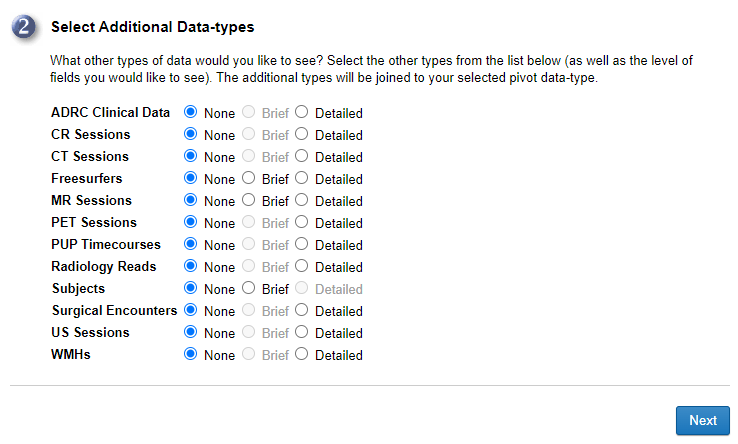 2 Select Additional Data-types
What other types of data would you like to see? Select the other types from the list below (as well as the level of
fields you would like to see). The additional types will be joined to your selected pivot data-type.
ADRC Clinical Data None Brief Detailed
CR Sessions None Brief Detailed
CT Sessions None Brief Detailed
Freesurfers None Brief Detailed
MR Sessions None Brief Detailed
PET Sessions None Brief Detailed
PUP Timecourses None Brief Detailed
Radiology Reads None Brief Detailed
Subjects None Brief Detailed
Surgical Encounters None Brief Detailed
US Sessions None Brief Detailed
WMHs None Brief Detailed
Next